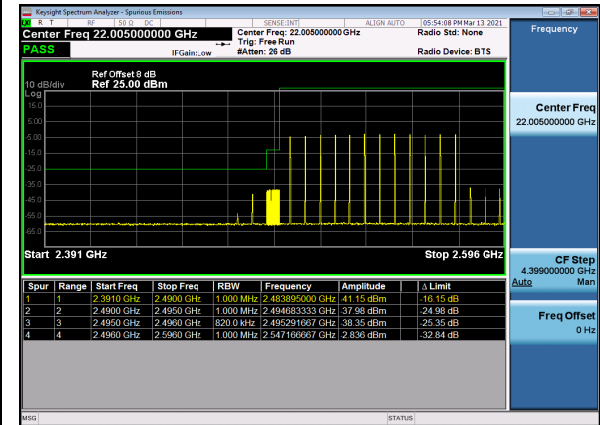 Keysight Spectrum Analyzer - Spurious Emissions
R T RF 50 Ω DC SENSE:INT ALIGN AUTO 05:54:08 PM Mar 13 2021
Center Freq 22.005000000 GHz Center Freq: 22.005000000 GHz Radio Std: None
Trig: Free Run
PASS IFGain:Low #Atten: 26 dB Radio Device: BTS
Ref Offset 8 dB
10 dB/div Ref 25.00 dBm
Log
15.0
5.00
-5.00
-15.0
-25.0
-35.0
-45.0
-55.0
-65.0
Start 2.391 GHz Stop 2.596 GHz
Spur Range Start Freq Stop Freq RBW Frequency Amplitude Δ Limit
1 1 2.3910 GHz 2.4900 GHz 1.000 MHz 2.483895000 GHz -41.15 dBm -16.15 dB
2 2 2.4900 GHz 2.4950 GHz 1.000 MHz 2.494683333 GHz -37.98 dBm -24.98 dB
3 3 2.4950 GHz 2.4960 GHz 820.0 kHz 2.495291667 GHz -38.35 dBm -25.35 dB
4 4 2.4960 GHz 2.5960 GHz 1.000 MHz 2.547166667 GHz -2.836 dBm -32.84 dB
MSG STATUS
Frequency
Center Freq
22.005000000 GHz
CF Step
4.399000000 GHz
Auto Man
Freq Offset
0 Hz